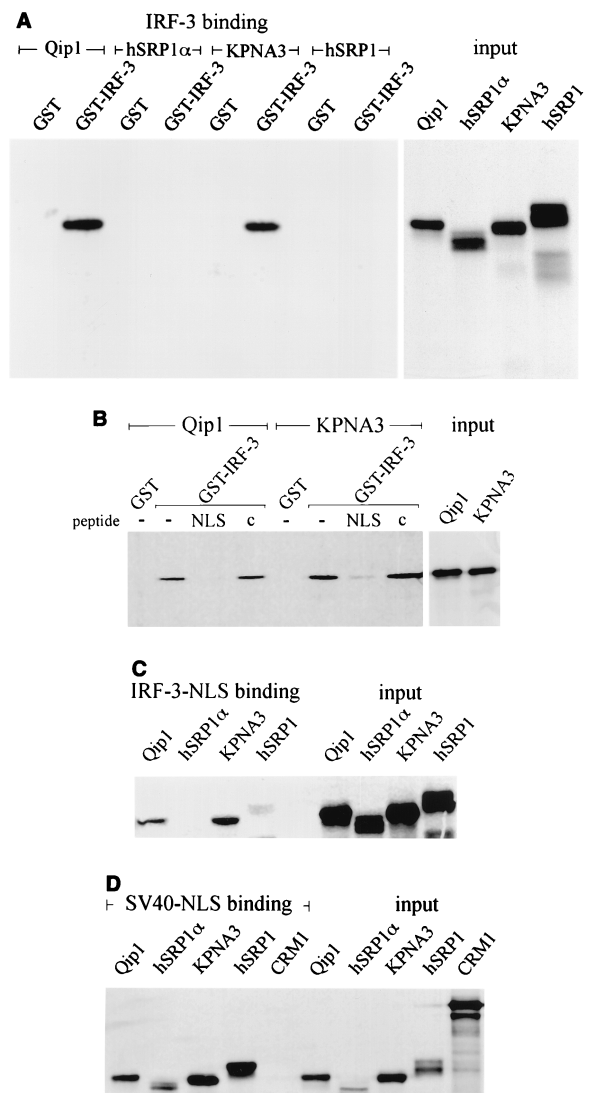 A
IRF-3 binding
Qip1 hSRP1α KPNA3 hSRP1 input
GST GST-IRF-3 GST GST-IRF-3 GST GST-IRF-3 GST GST-IRF-3 Qip1 hSRP1α KPNA3 hSRP1
B
Qip1 KPNA3 input
GST GST-IRF-3 GST GST-IRF-3 Qip1 KPNA3
peptide - - NLS c - - NLS c
C
IRF-3-NLS binding input
Qip1 hSRP1α KPNA3 hSRP1 Qip1 hSRP1α KPNA3 hSRP1
D
SV40-NLS binding input
Qip1 hSRP1α KPNA3 hSRP1 CRM1 Qip1 hSRP1α KPNA3 hSRP1 CRM1